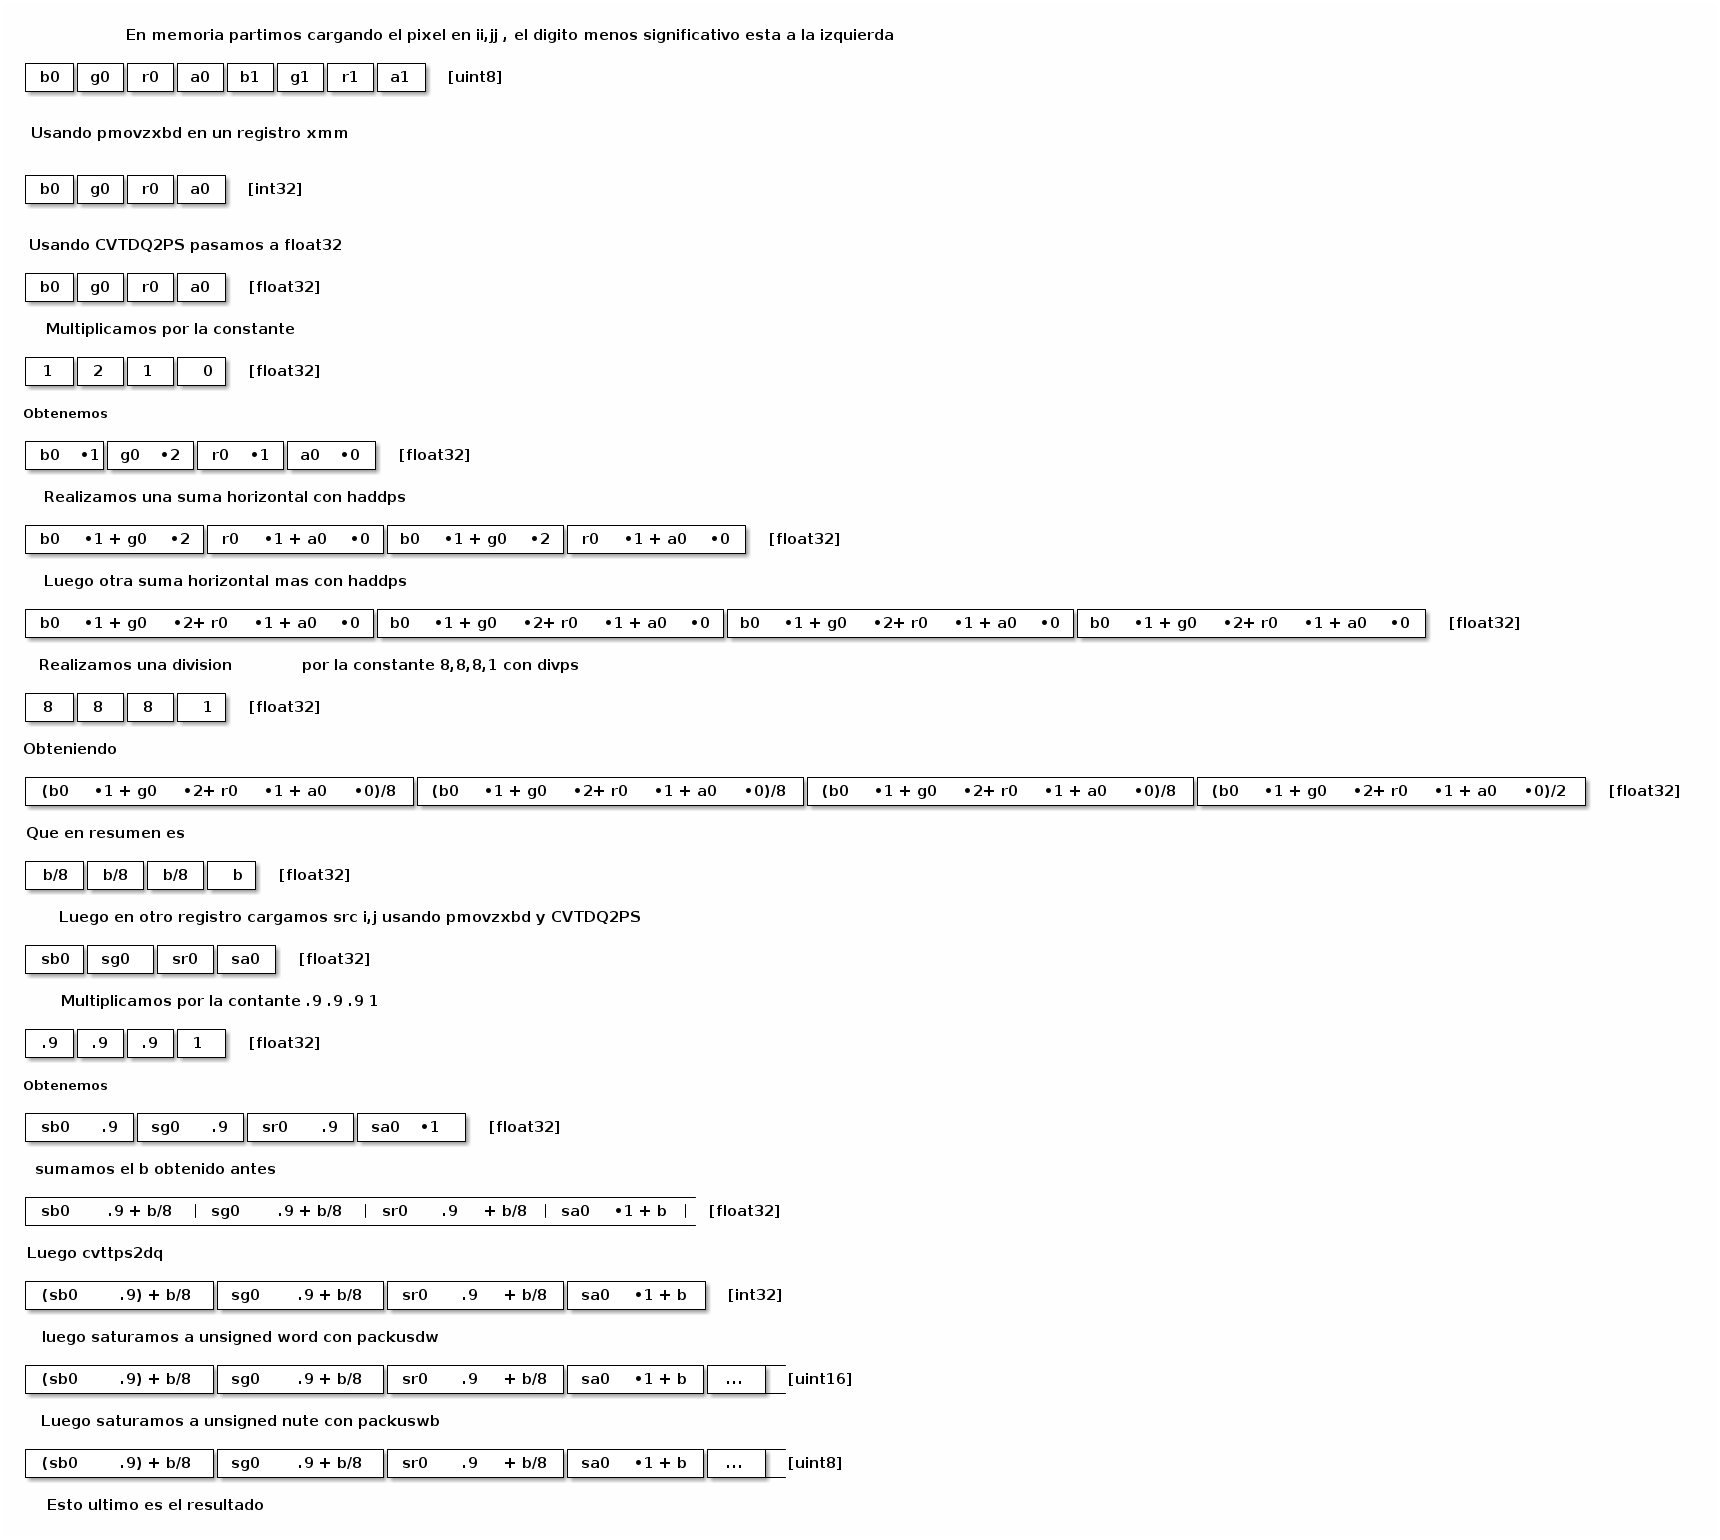 En memoria partimos cargando el pixel en ii,jj , el digito menos significativo esta a la izquierda
b0 g0 r0 a0 b1 g1 r1 a1 [uint8]
Usando pmovzxbd en un registro xmm
b0 g0 r0 a0 [int32]
Usando CVTDQ2PS pasamos a float32
b0 g0 r0 a0 [float32]
Multiplicamos por la constante
1 2 1 0 [float32]
Obtenemos
b0 •1 g0 •2 r0 •1 a0 •0 [float32]
Realizamos una suma horizontal con haddps
b0 •1 + g0 •2 r0 •1 + a0 •0 b0 •1 + g0 •2 r0 •1 + a0 •0 [float32]
Luego otra suma horizontal mas con haddps
b0 •1 + g0 •2+ r0 •1 + a0 •0 b0 •1 + g0 •2+ r0 •1 + a0 •0 b0 •1 + g0 •2+ r0 •1 + a0 •0 b0 •1 + g0 •2+ r0 •1 + a0 •0 [float32]
Realizamos una division por la constante 8,8,8,1 con divps
8 8 8 1 [float32]
Obteniendo
(b0 •1 + g0 •2+ r0 •1 + a0 •0)/8 (b0 •1 + g0 •2+ r0 •1 + a0 •0)/8 (b0 •1 + g0 •2+ r0 •1 + a0 •0)/8 (b0 •1 + g0 •2+ r0 •1 + a0 •0)/2 [float32]
Que en resumen es
b/8 b/8 b/8 b [float32]
Luego en otro registro cargamos src i,j usando pmovzxbd y CVTDQ2PS
sb0 sg0 sr0 sa0 [float32]
Multiplicamos por la contante .9 .9 .9 1
.9 .9 .9 1 [float32]
Obtenemos
sb0 .9 sg0 .9 sr0 .9 sa0 •1 [float32]
sumamos el b obtenido antes
sb0 .9 + b/8 | sg0 .9 + b/8 | sr0 .9 + b/8 | sa0 •1 + b | [float32]
Luego cvttps2dq
(sb0 .9) + b/8 sg0 .9 + b/8 sr0 .9 + b/8 sa0 •1 + b [int32]
luego saturamos a unsigned word con packusdw
(sb0 .9) + b/8 sg0 .9 + b/8 sr0 .9 + b/8 sa0 •1 + b ... [uint16]
Luego saturamos a unsigned nute con packuswb
(sb0 .9) + b/8 sg0 .9 + b/8 sr0 .9 + b/8 sa0 •1 + b ... [uint8]
Esto ultimo es el resultado